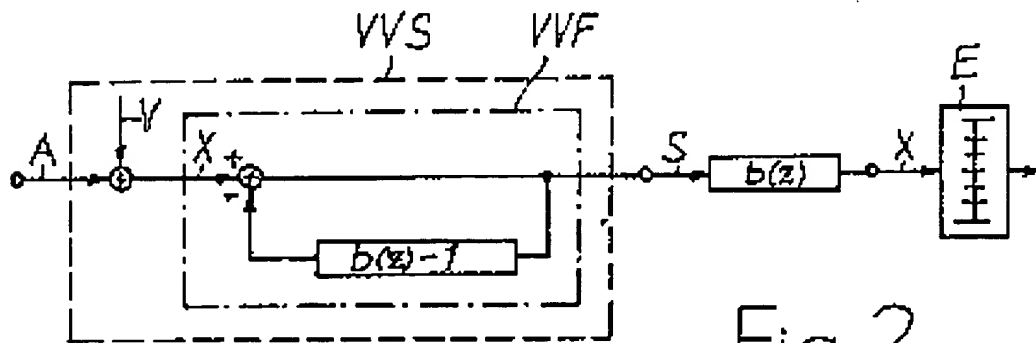 VVS VVF
E
A V X + - S b(z) X
b(z)-1
Fig. 2